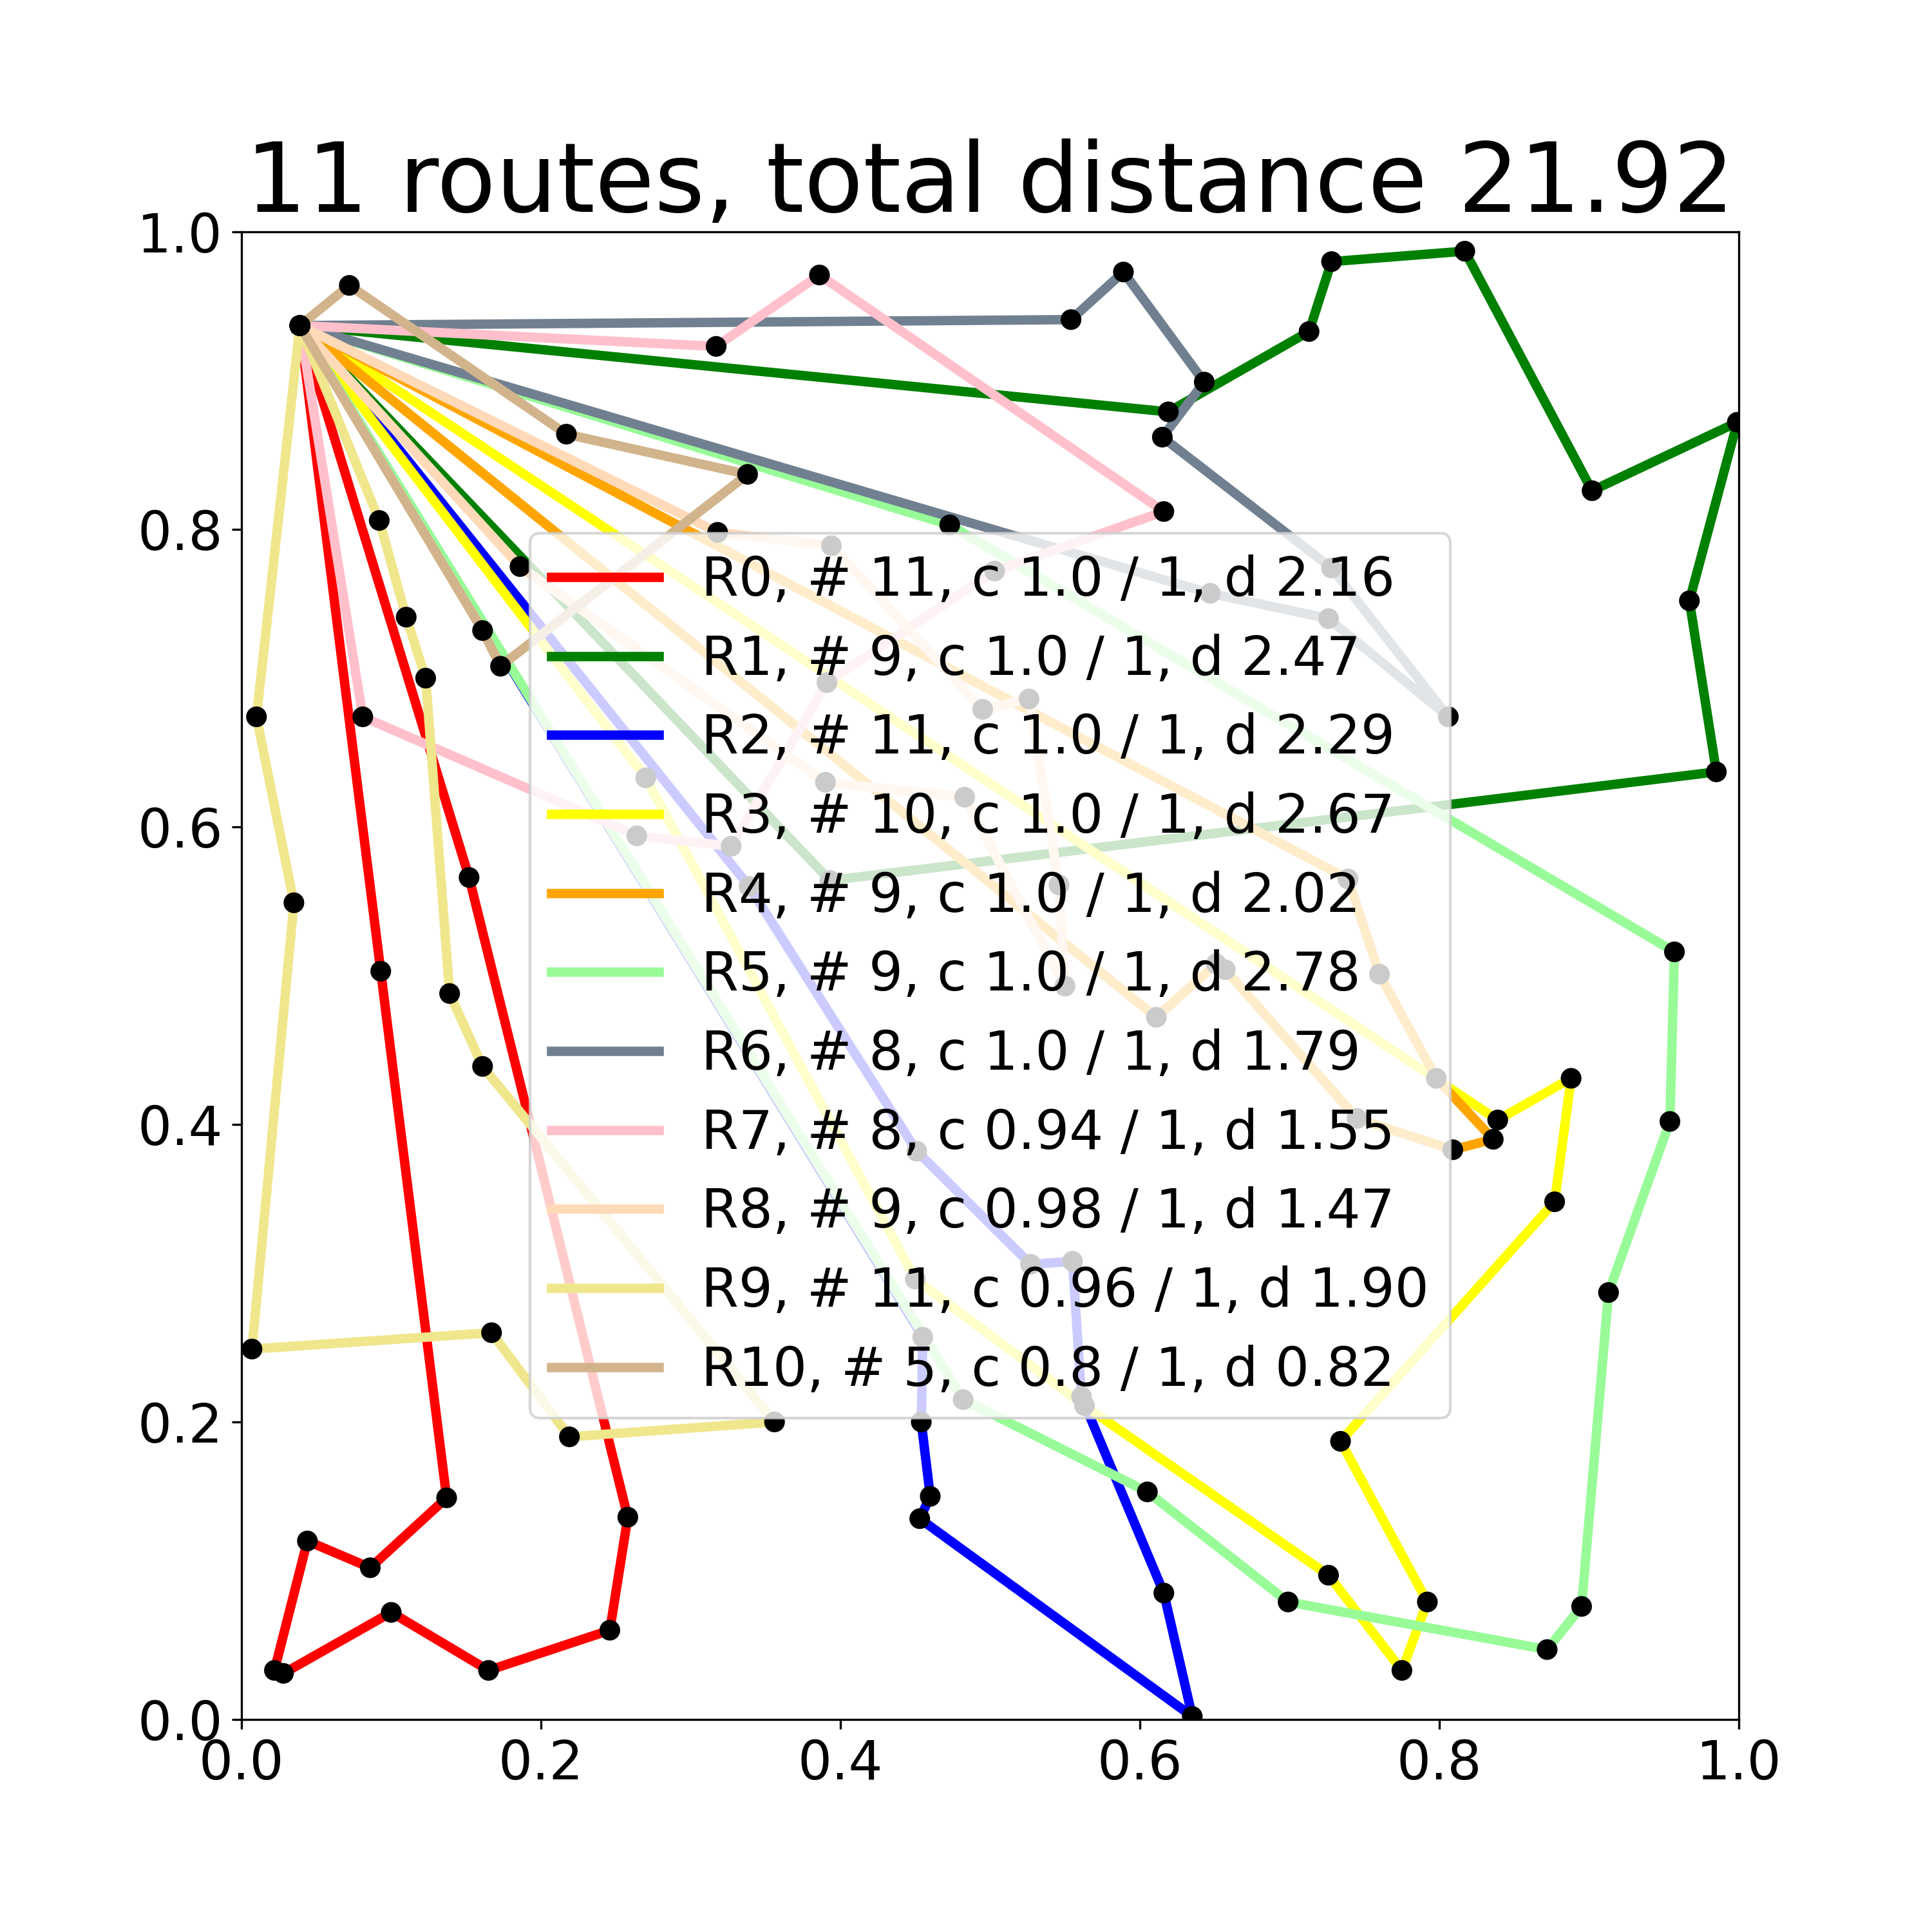 11 routes, total distance 21.92
1.0
0.8
0.6
0.4
0.2
0.0
R0, # 11, c 1.0 / 1, d 2.16
R1, # 9, c 1.0 / 1, d 2.47
R2, # 11, c 1.0 / 1, d 2.29
R3, # 10, c 1.0 / 1, d 2.67
R4, # 9, c 1.0 / 1, d 2.02
R5, # 9, c 1.0 / 1, d 2.78
R6, # 8, c 1.0 / 1, d 1.79
R7, # 8, c 0.94 / 1, d 1.55
R8, # 9, c 0.98 / 1, d 1.47
R9, # 11, c 0.96 / 1, d 1.90
R10, # 5, c 0.8 / 1, d 0.82
0.0 0.2 0.4 0.6 0.8 1.0